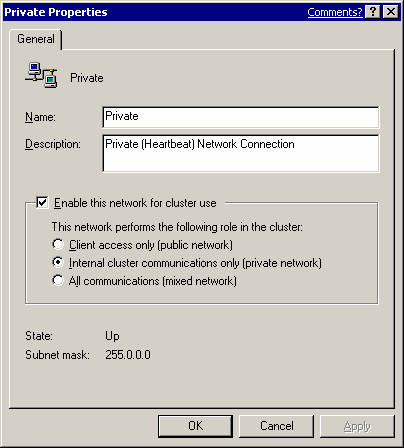 Private Properties
Comments?
General
Private
Name:
Private
Description:
Private (Heartbeat) Network Connection
Enable this network for cluster use
This network performs the following role in the cluster:
Client access only (public network)
Internal cluster communications only (private network)
All communications (mixed network)
State: Up
Subnet mask: 255.0.0.0
OK
Cancel
Apply